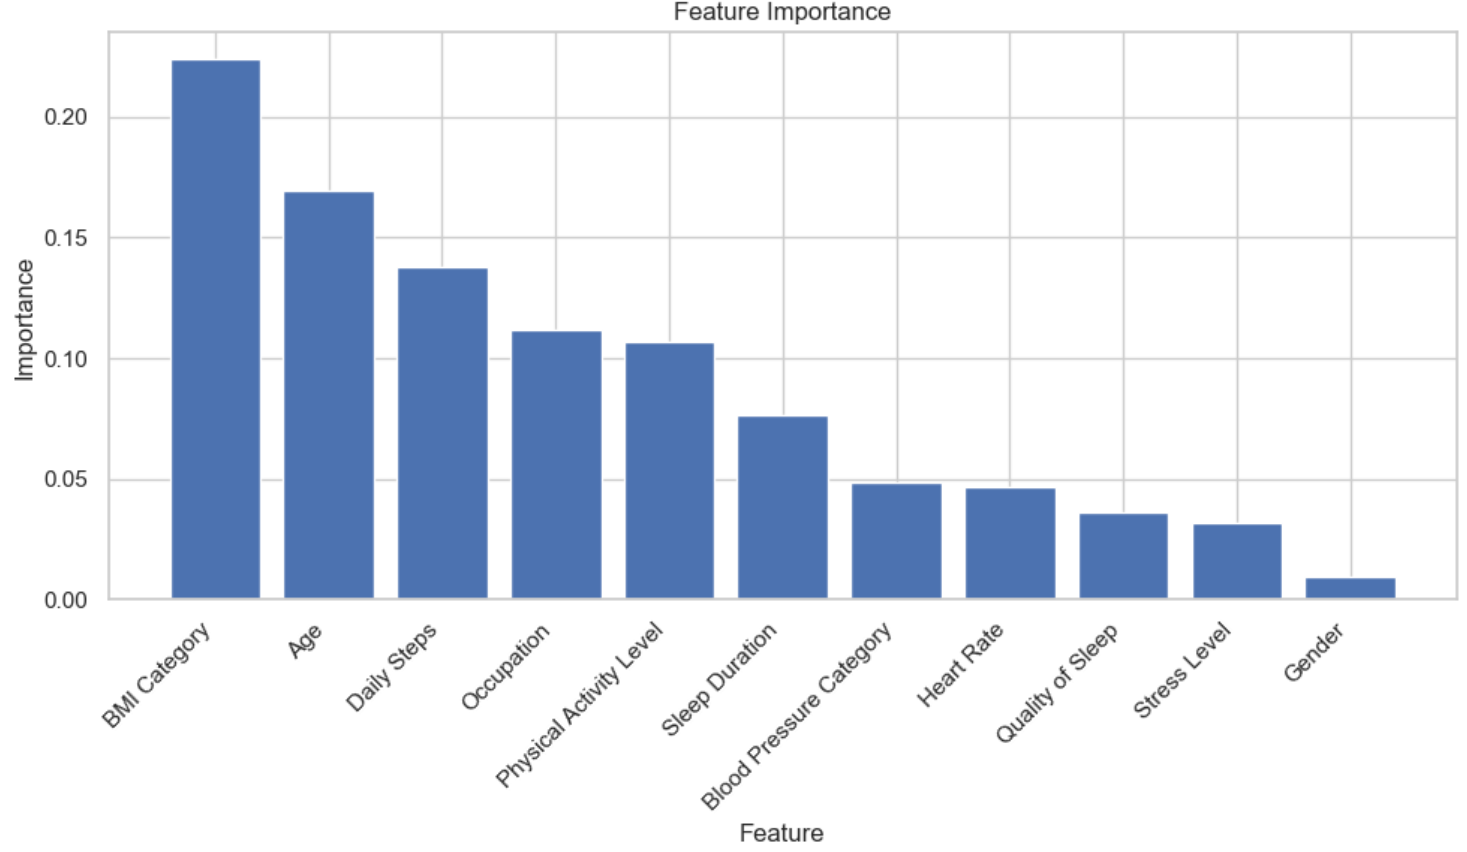 Feature Importance
Importance
0.20
0.15
0.10
0.05
0.00
BMI Category
Age
Daily Steps
Occupation
Physical Activity Level
Sleep Duration
Blood Pressure Category
Heart Rate
Quality of Sleep
Stress Level
Gender
Feature